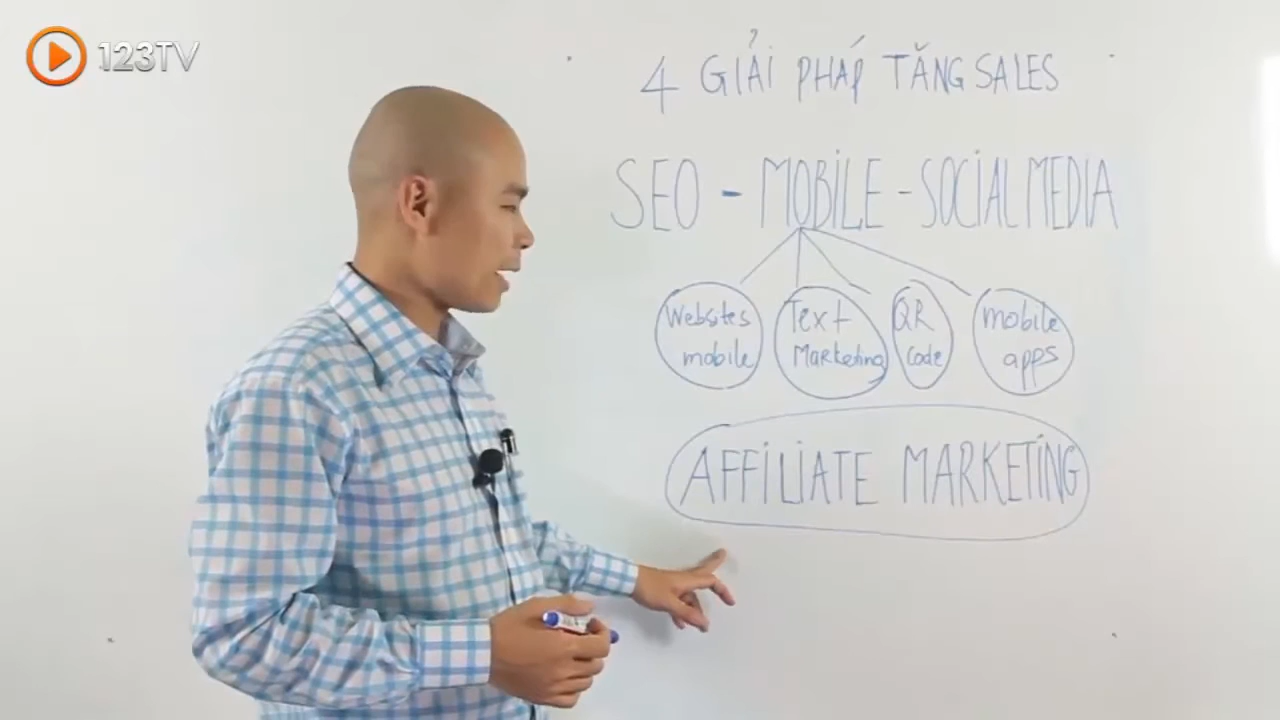 123TV
4 GIẢI PHÁP TĂNG SALES
SEO - MOBILE - SOCIAL MEDIA
Websites mobile
Text Marketing
QR code
mobile apps
AFFILIATE MARKETING